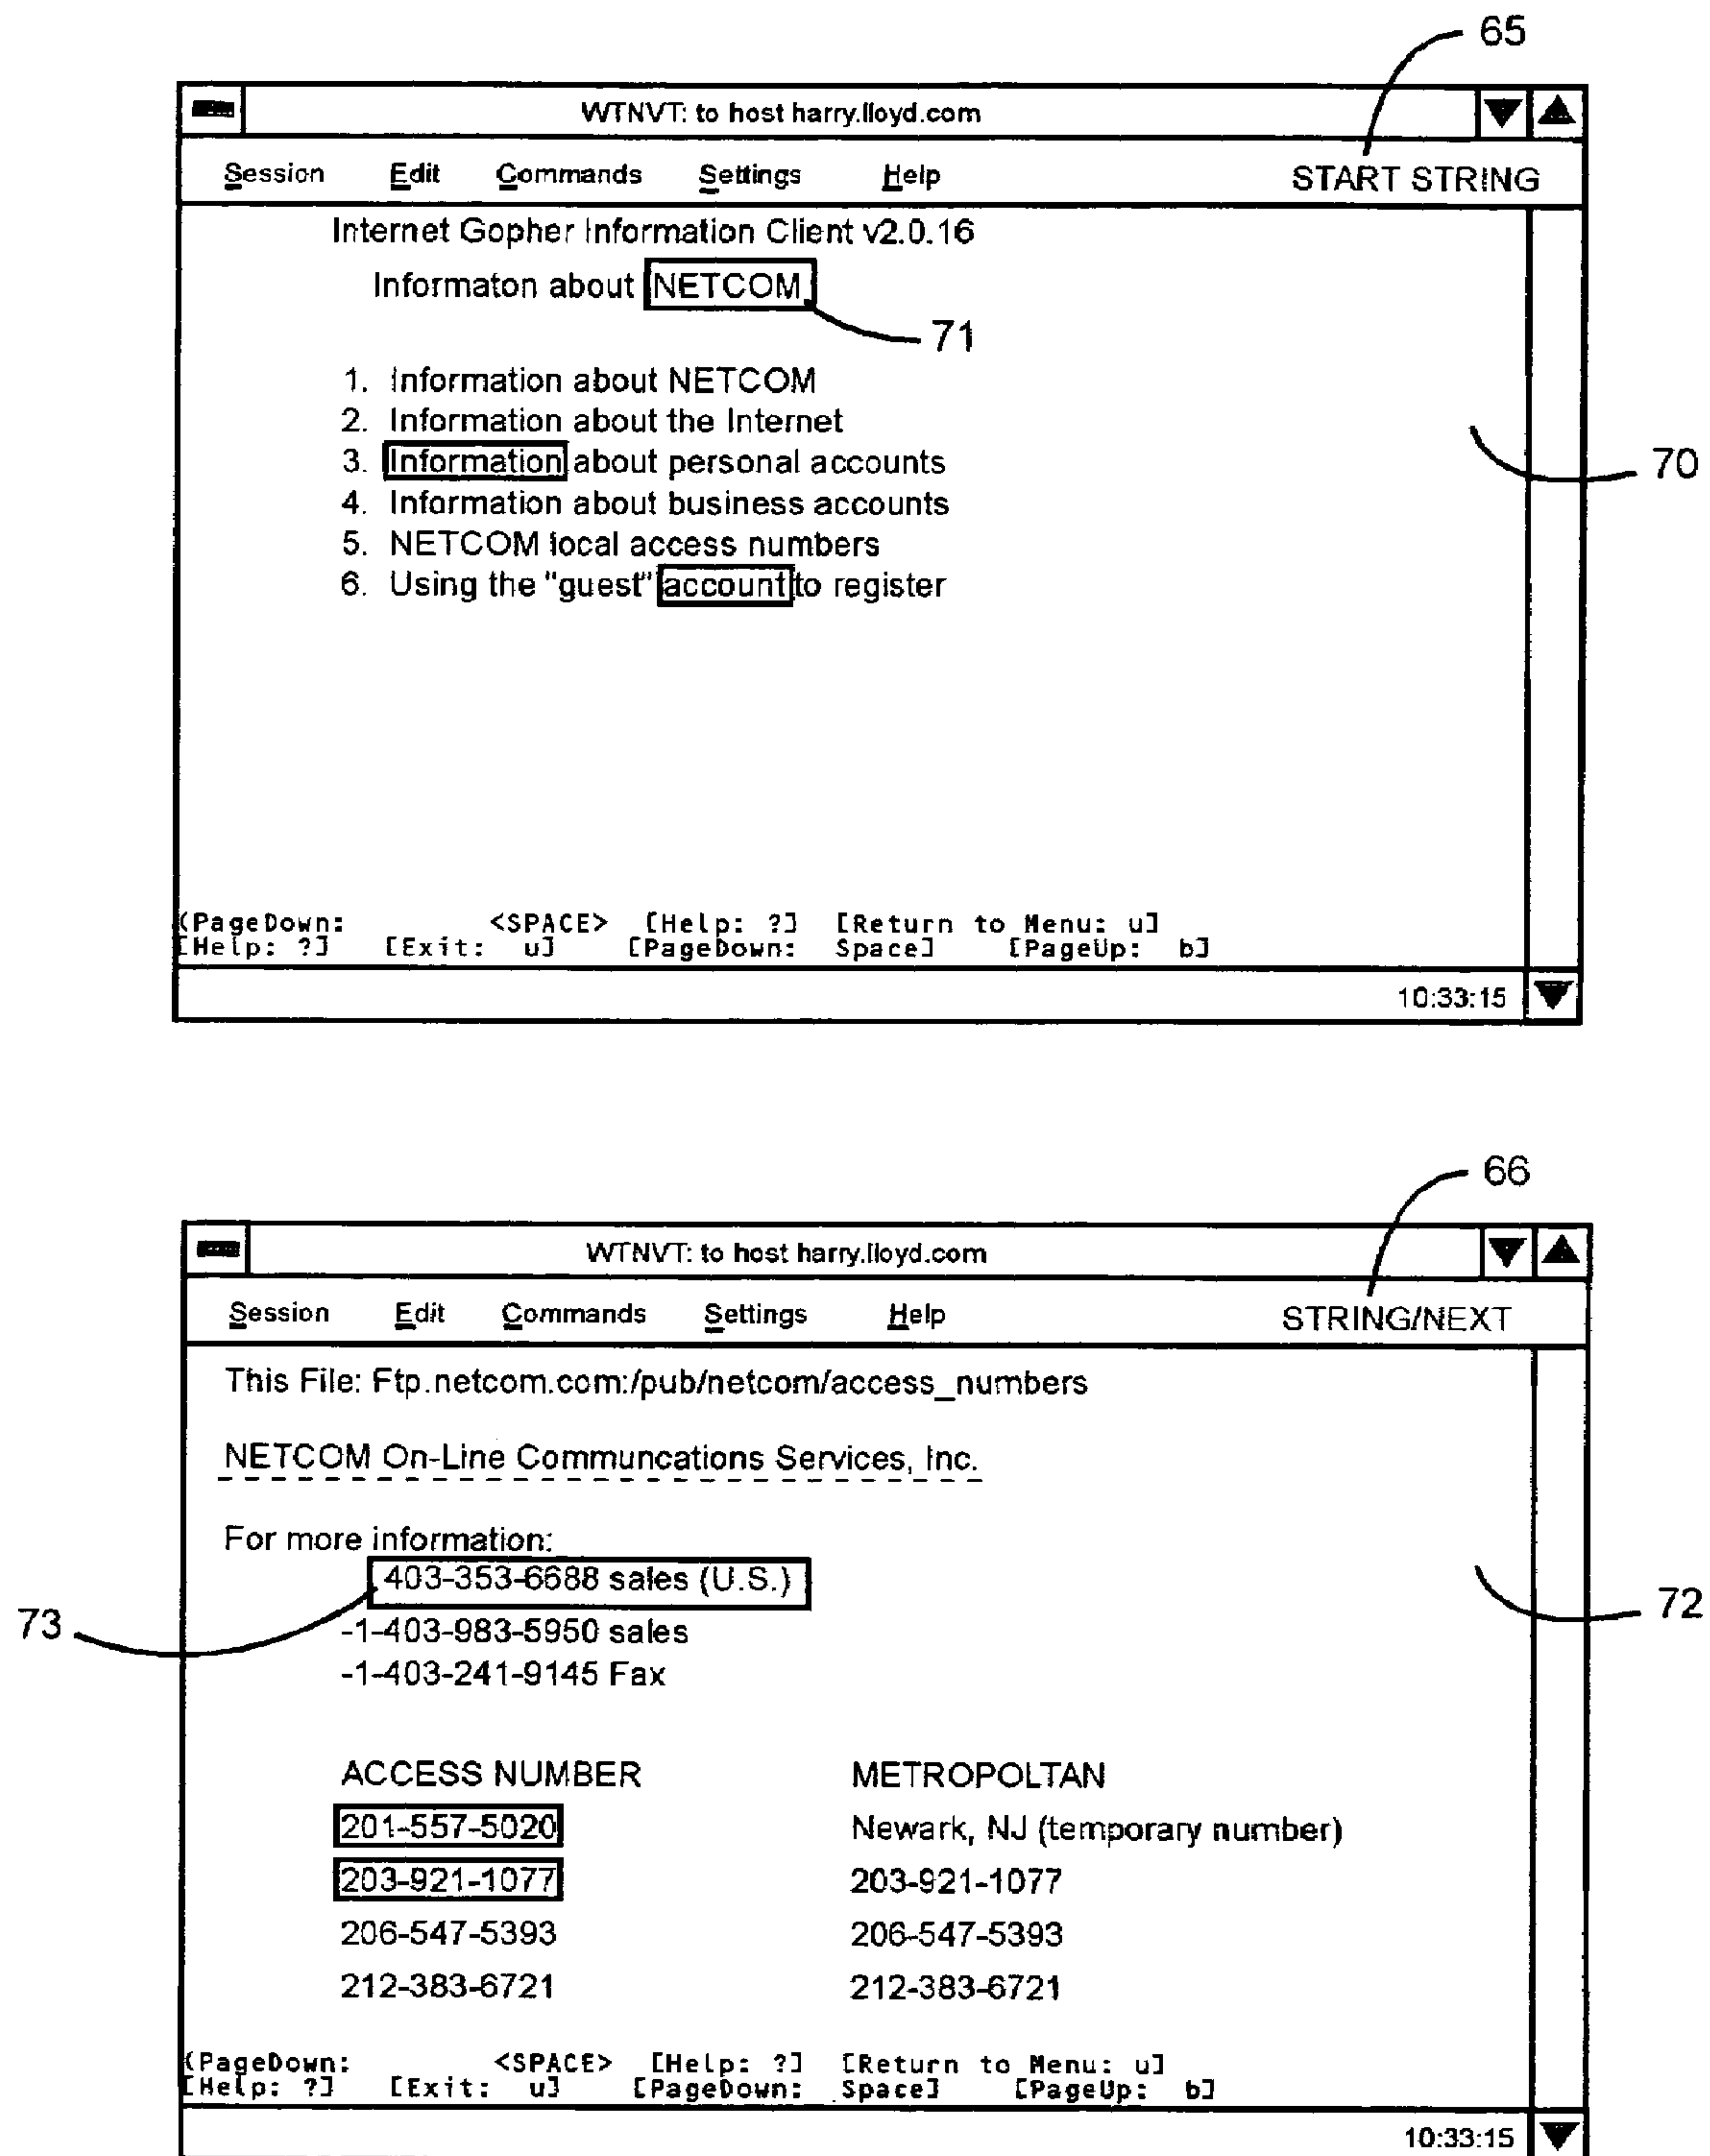 65
WTNVT: to host harry.lloyd.com
Session Edit Commands Settings Help START STRING
Internet Gopher Information Client v2.0.16
Informaton about NETCOM
71
1. Information about NETCOM
2. Information about the Internet
3. Information about personal accounts
70
4. Information about business accounts
5. NETCOM local access numbers
6. Using the "guest" account to register
(PageDown: <SPACE> [Help: ?] [Return to Menu: u]
[Help: ?] [Exit: u] [PageDown: Space] [PageUp: b]
10:33:15
66
WTNVT: to host harry.lloyd.com
Session Edit Commands Settings Help STRING/NEXT
This File: Ftp.netcom.com:/pub/netcom/access_numbers
NETCOM On-Line Communcations Services, Inc.
For more information:
403-353-6688 sales (U.S.)
72
73
-1-403-983-5950 sales
-1-403-241-9145 Fax
ACCESS NUMBER METROPOLTAN
201-557-5020 Newark, NJ (temporary number)
203-921-1077 203-921-1077
206-547-5393 206-547-5393
212-383-6721 212-383-6721
(PageDown: <SPACE> [Help: ?] [Return to Menu: u]
[Help: ?] [Exit: u] [PageDown: Space] [PageUp: b]
10:33:15